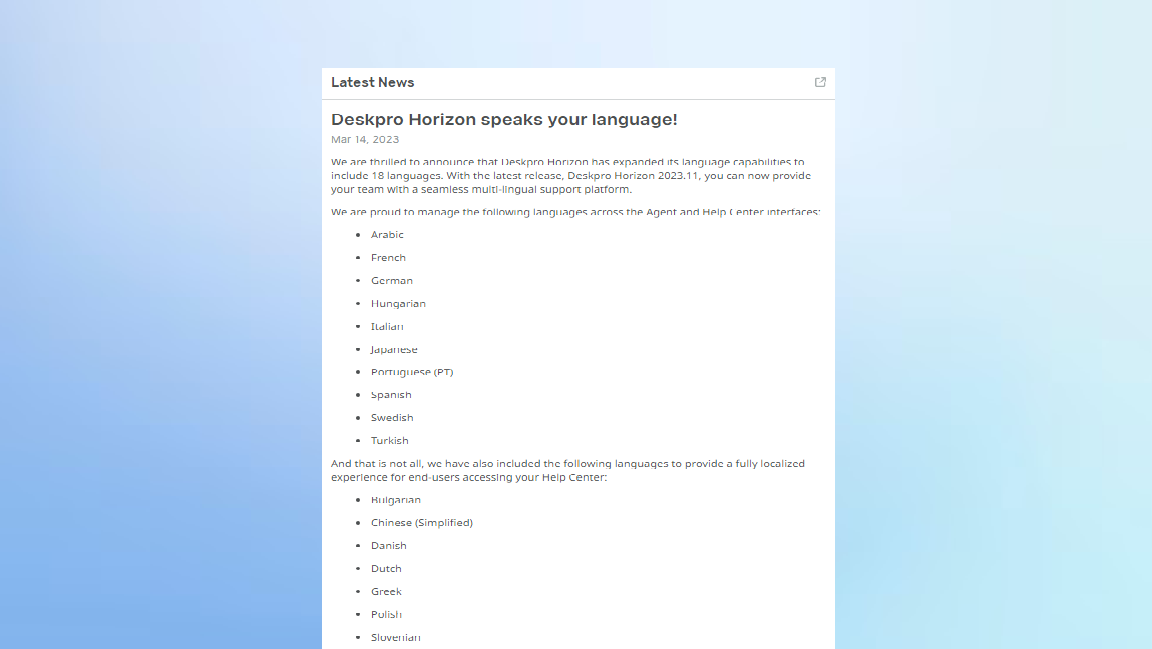 Latest News
Deskpro Horizon speaks your language!
Mar 14, 2023
We are thrilled to announce that Deskpro Horizon has expanded its language capabilities to
include 18 languages. With the latest release, Deskpro Horizon 2023.11, you can now provide
your team with a seamless multi-lingual support platform.
We are proud to manage the following languages across the Agent and Help Center interfaces:
• Arabic
• French
• German
• Hungarian
• Italian
• Japanese
• Portuguese (PT)
• Spanish
• Swedish
• Turkish
And that is not all, we have also included the following languages to provide a fully localized
experience for end-users accessing your Help Center:
• Bulgarian
• Chinese (Simplified)
• Danish
• Dutch
• Greek
• Polish
• Slovenian